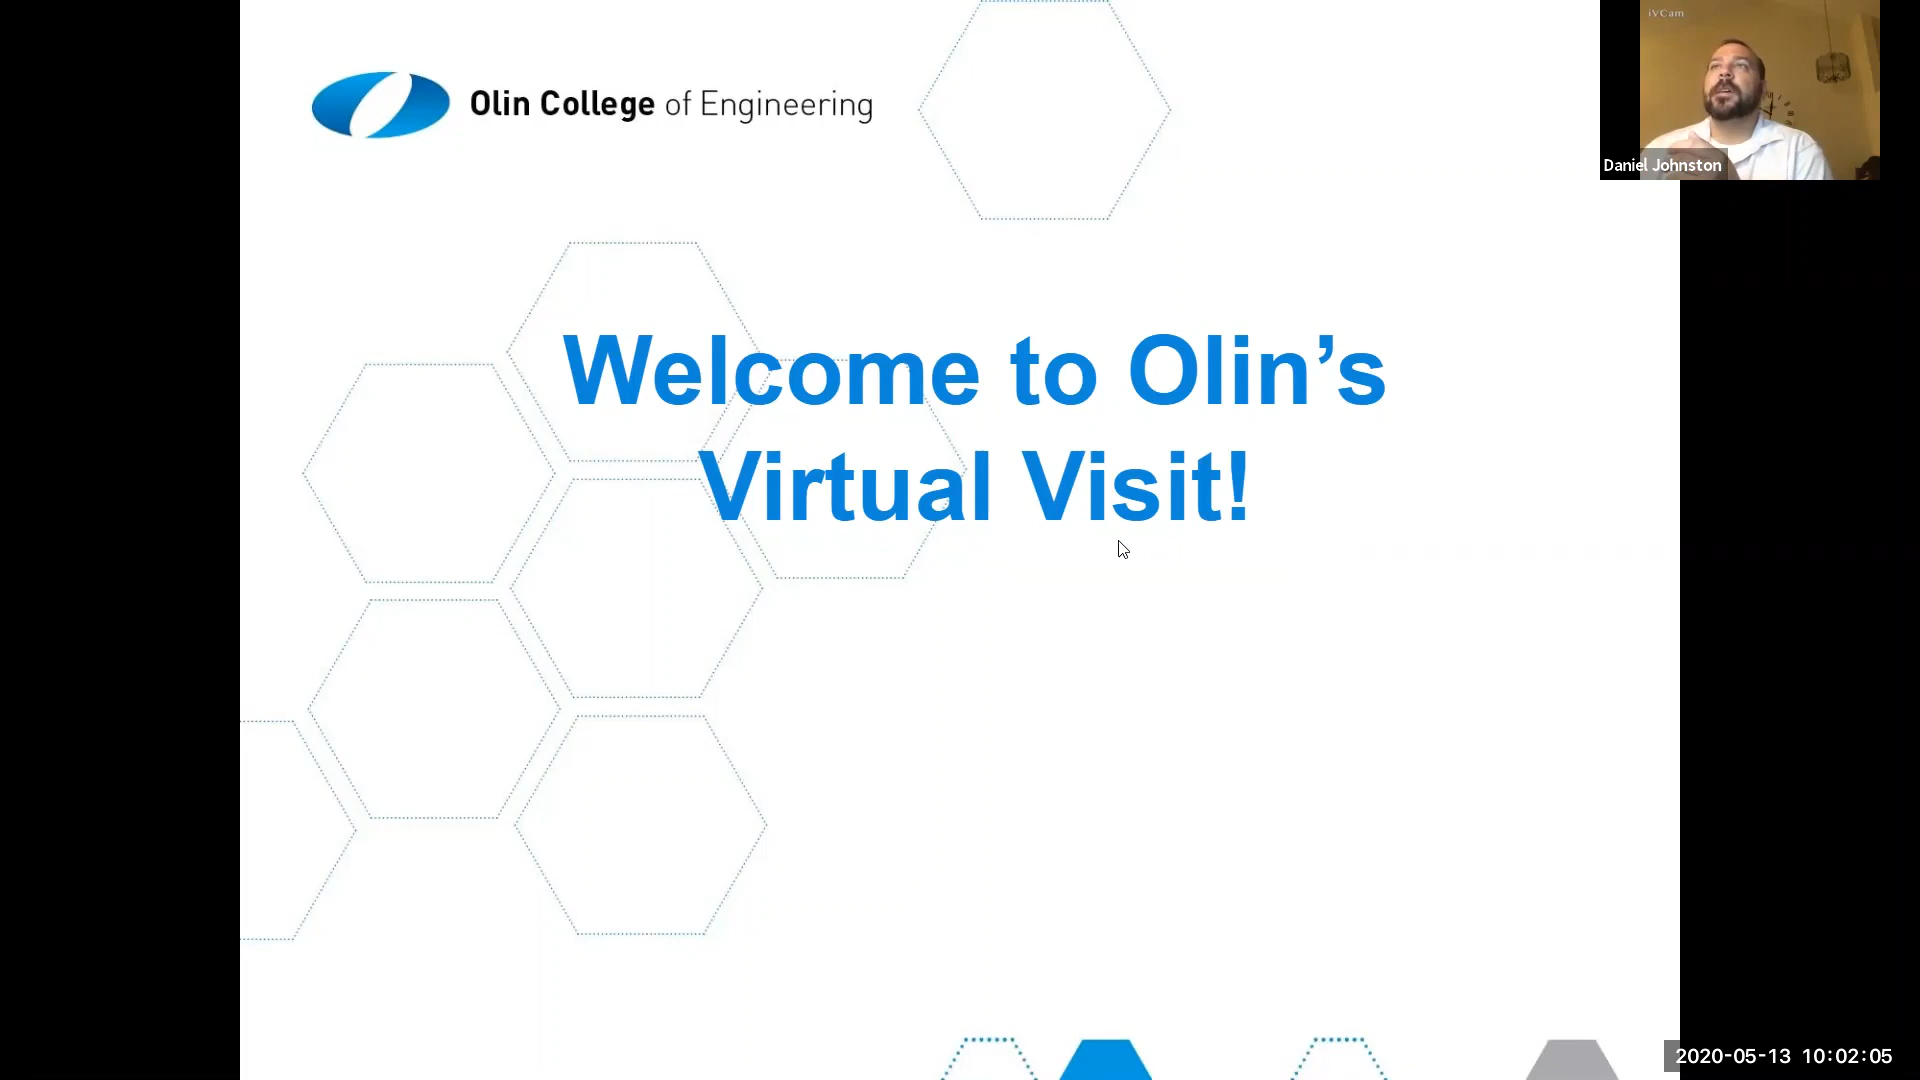 iVCam
Olin College of Engineering
Daniel Johnston
Welcome to Olin’s
Virtual Visit!
2020-05-13 10:02:05